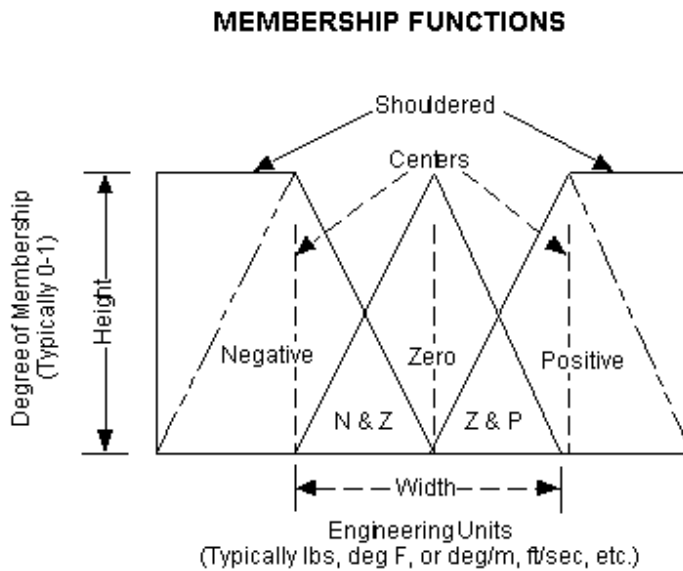 MEMBERSHIP FUNCTIONS
Shouldered
Centers
Degree of Membership
(Typically 0-1)
Height
Negative
Zero
Positive
N & Z
Z & P
Width
Engineering Units
(Typically lbs, deg F, or deg/m, ft/sec, etc.)